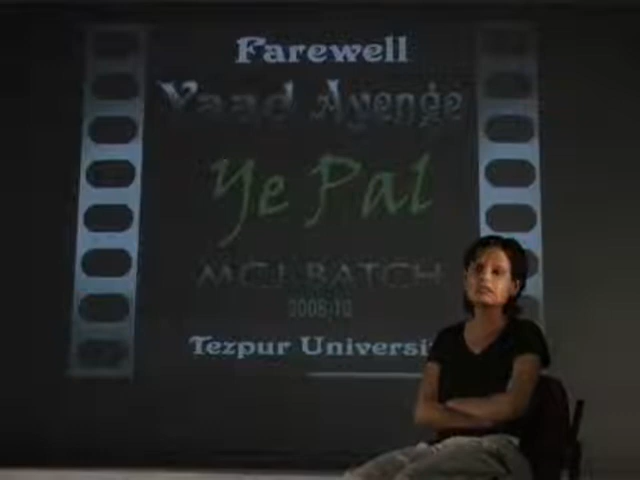 Farewell
Yaad Ayenge
Ye Pal
MCJ BATCH
2008-10
Tezpur Universi